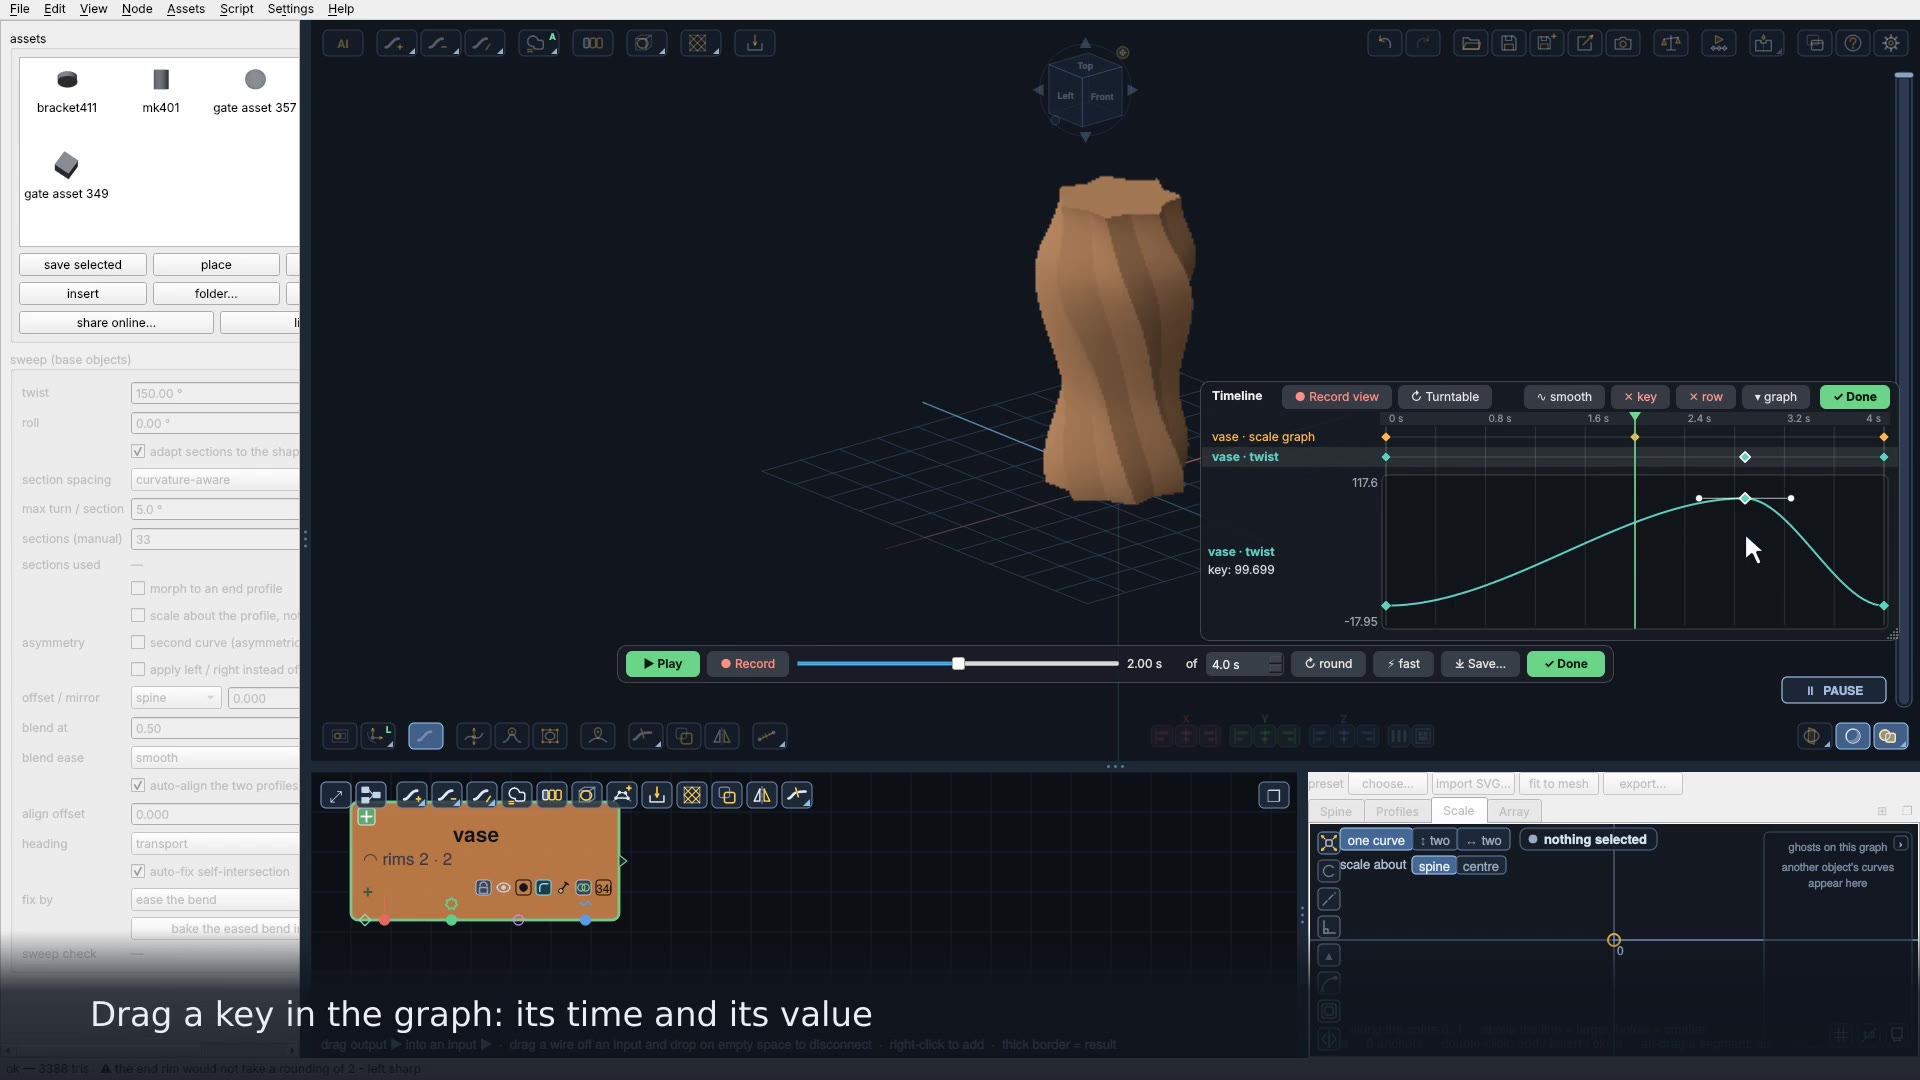 File Edit View Node Assets Script Settings Help
assets
bracket411 mk401 gate asset 357
gate asset 349
save selected place
insert folder...
share online... li
sweep (base objects)
twist 150.00 °
roll 0.00 °
adapt sections to the shap
section spacing curvature-aware
max turn / section 5.0 °
sections (manual) 33
sections used —
morph to an end profile
scale about the profile, no
asymmetry second curve (asymmetric
apply left / right instead of
offset / mirror spine 0.000
blend at 0.50
blend ease smooth
auto-align the two profiles
align offset 0.000
heading transport
auto-fix self-intersection
fix by ease the bend
bake the eased bend i
sweep check —
AI A
Top
Left Front
Timeline Record view Turntable smooth × key × row ▾ graph ✓ Done
0 s 0.8 s 1.6 s 2.4 s 3.2 s 4 s
vase · scale graph
vase · twist
117.6
vase · twist
key: 99.699
-17.95
▶ Play Record 2.00 s of 4.0 s round fast Save... ✓ Done
PAUSE
L X Y Z
vase
rims 2 · 2
34
preset choose... import SVG... fit to mesh export...
Spine Profiles Scale Array
one curve ↕ two ↔ two nothing selected
scale about spine centre
ghosts on this graph
another object's curves
appear here
0
Drag a key in the graph: its time and its value
drag output ▶ into an input ▶ · drag a wire off an input and drop on empty space to disconnect · right-click to add · thick border = result
ok — 3388 tris · ⚠ the end rim would not take a rounding of 2 - left sharp